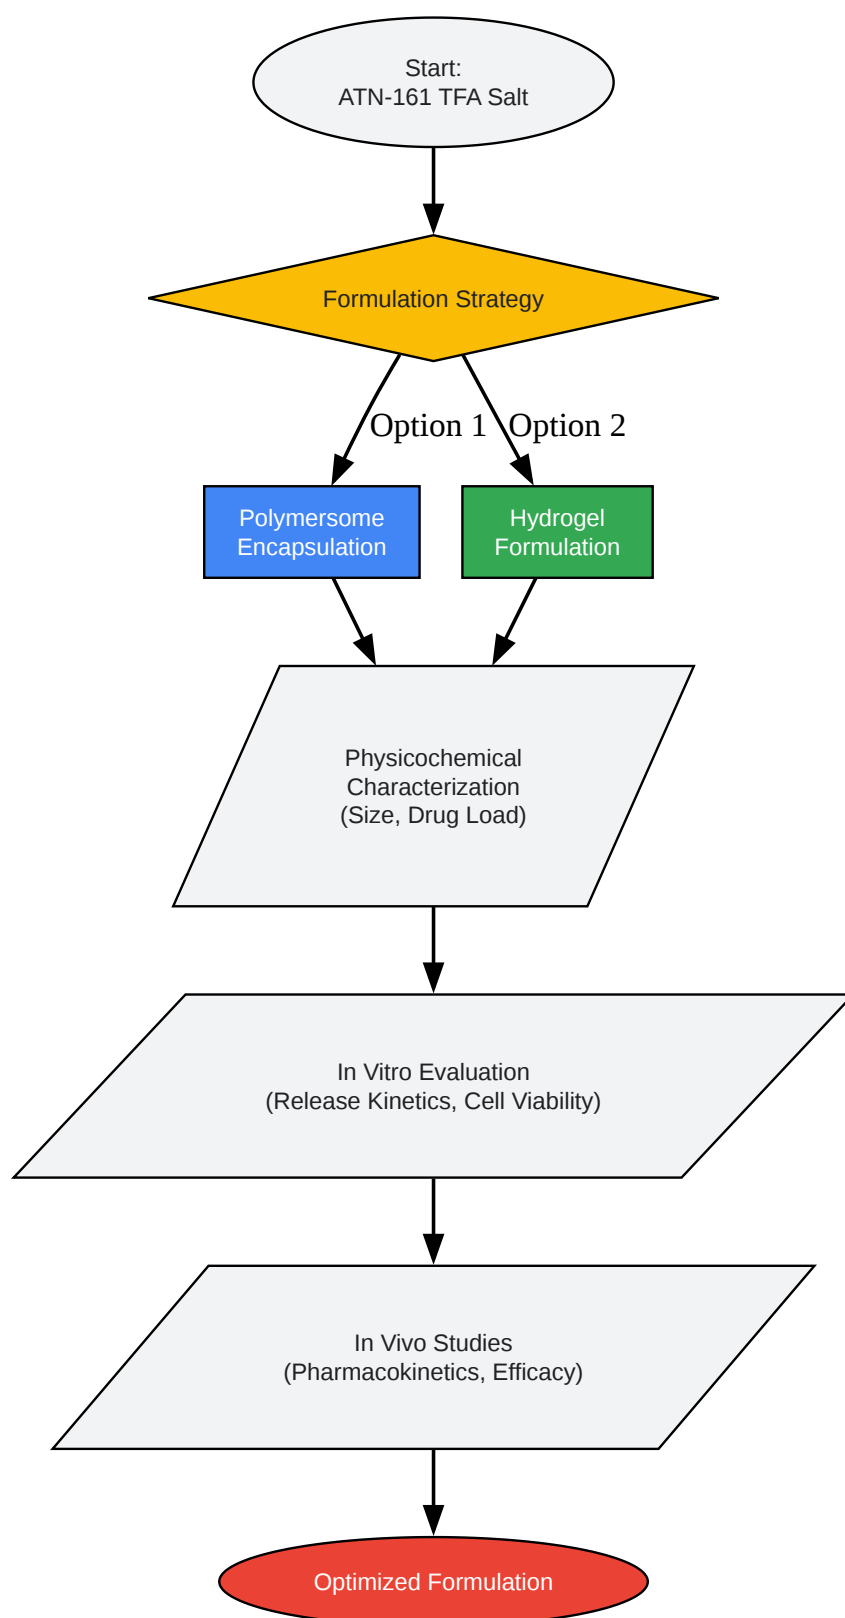 Start:
ATN-161 TFA Salt
Formulation Strategy
Option 1
Option 2
Polymersome
Encapsulation
Hydrogel
Formulation
Physicochemical
Characterization
(Size, Drug Load)
In Vitro Evaluation
(Release Kinetics, Cell Viability)
In Vivo Studies
(Pharmacokinetics, Efficacy)
Optimized Formulation